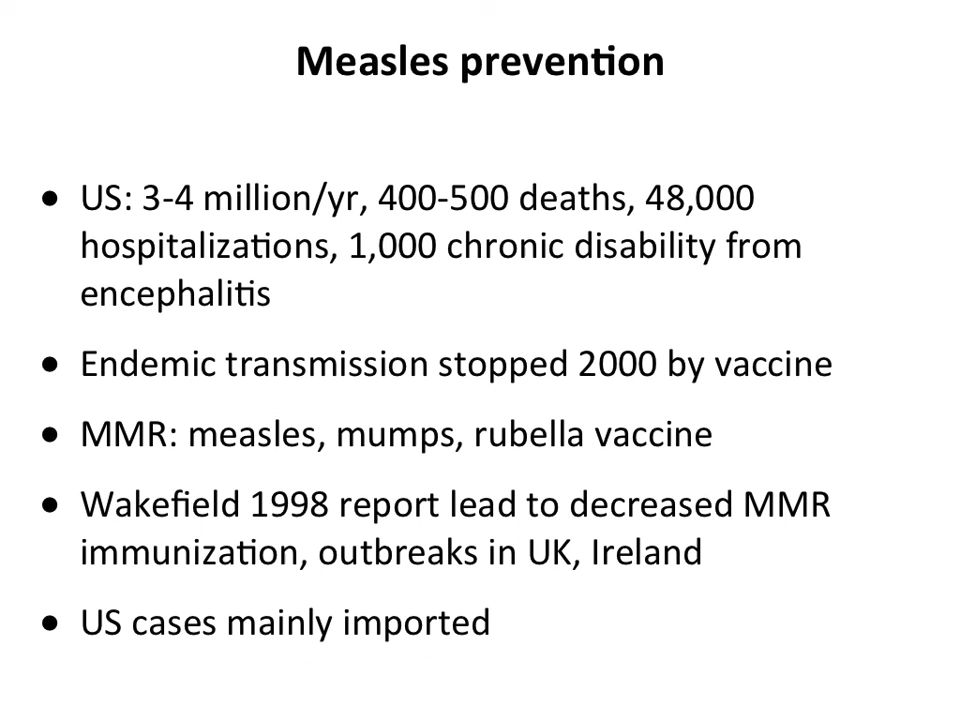 Measles prevention
• US: 3-4 million/yr, 400-500 deaths, 48,000
hospitalizations, 1,000 chronic disability from
encephalitis
• Endemic transmission stopped 2000 by vaccine
• MMR: measles, mumps, rubella vaccine
• Wakefield 1998 report lead to decreased MMR
immunization, outbreaks in UK, Ireland
• US cases mainly imported